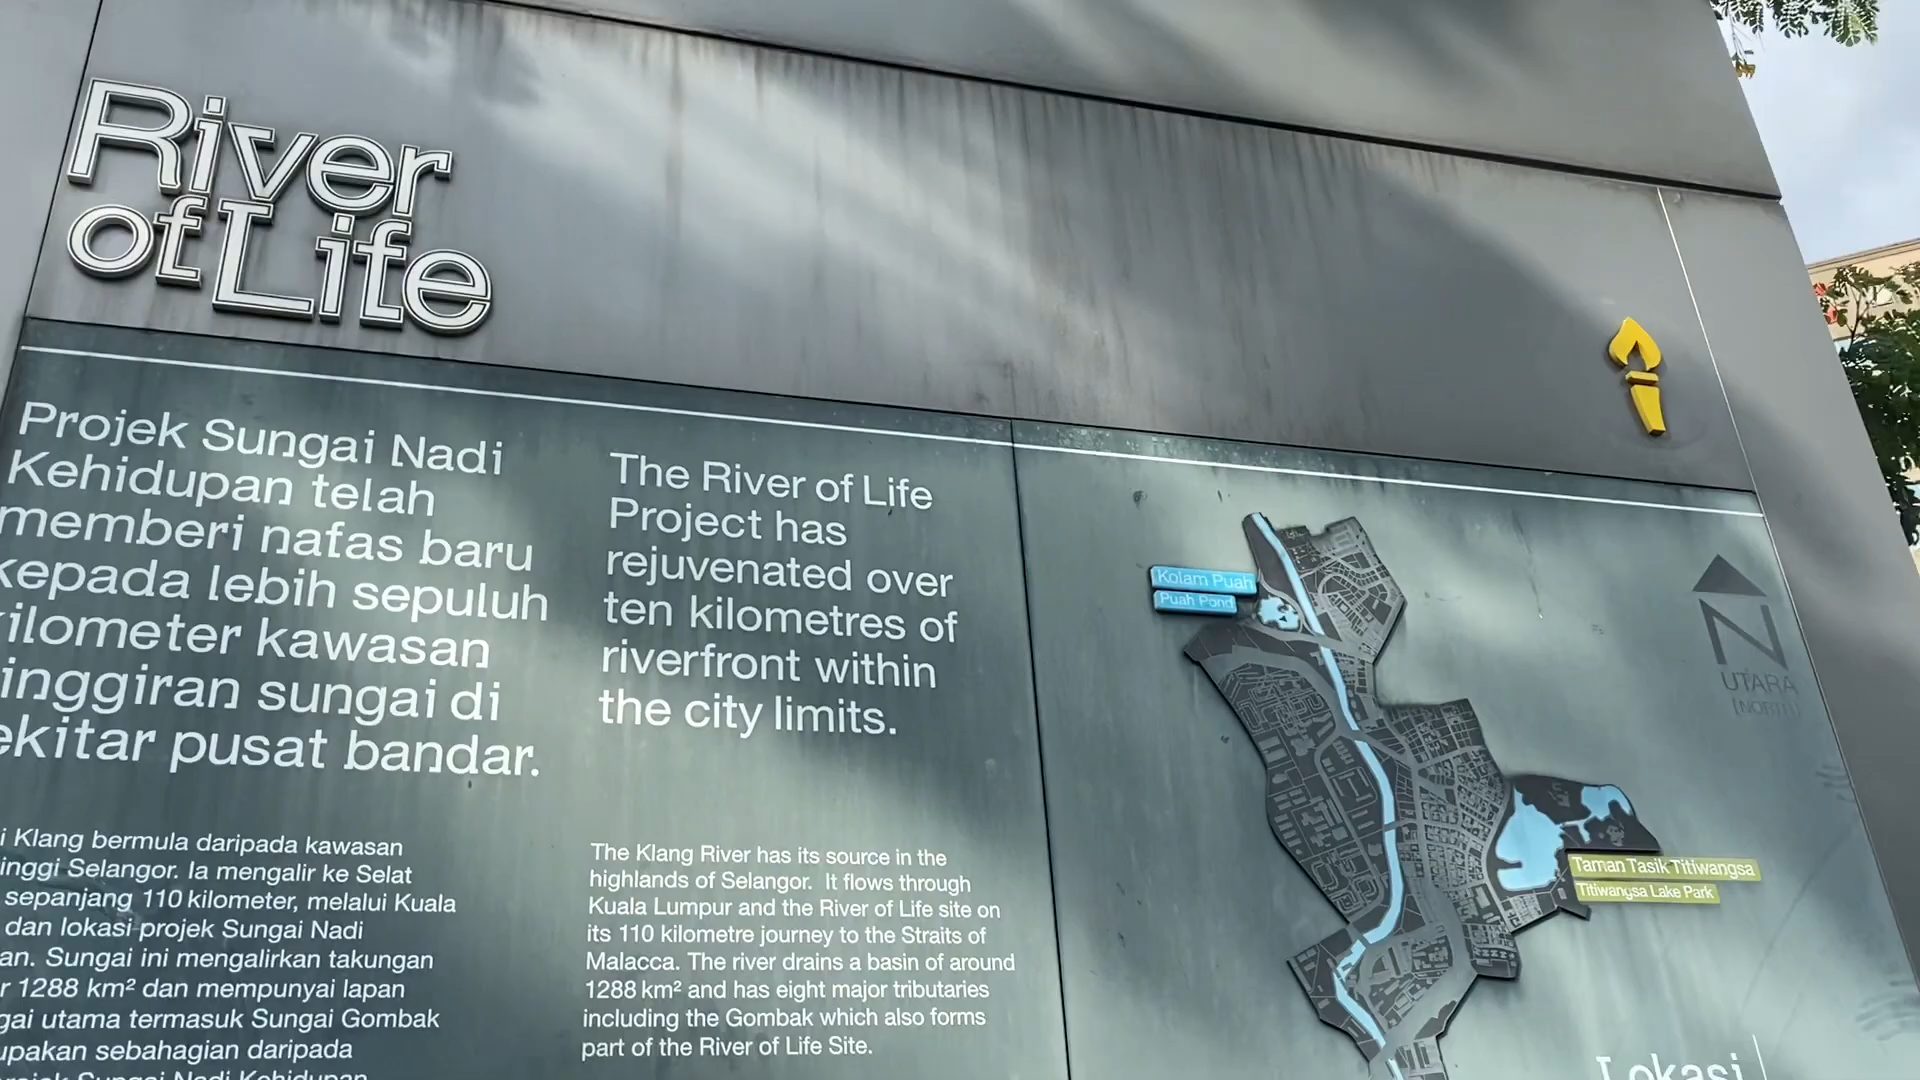 River
of Life
Projek Sungai Nadi
Kehidupan telah
memberi nafas baru
kepada lebih sepuluh
kilometer kawasan
sungai di
pusat bandar.
The River of Life
Project has
rejuvenated over
ten kilometres of
riverfront within
the city limits.
Klang bermula daripada kawasan
Selangor. Ia mengalir ke Selat
sepanjang 110 kilometer, melalui Kuala
dan lokasi projek Sungai Nadi
Sungai ini mengalirkan takungan
1288 km² dan mempunyai lapan
utama termasuk Sungai Gombak
sebahagian daripada
Sungai Nadi Kehidupan
The Klang River has its source in the
highlands of Selangor. It flows through
Kuala Lumpur and the River of Life site on
its 110 kilometre journey to the Straits of
Malacca. The river drains a basin of around
1288 km² and has eight major tributaries
including the Gombak which also forms
part of the River of Life Site.
Kolam Puah
Puah Pond
N
UTARA
[NORTH]
Taman Tasik Titiwangsa
Titiwangsa Lake Park
Lokasi